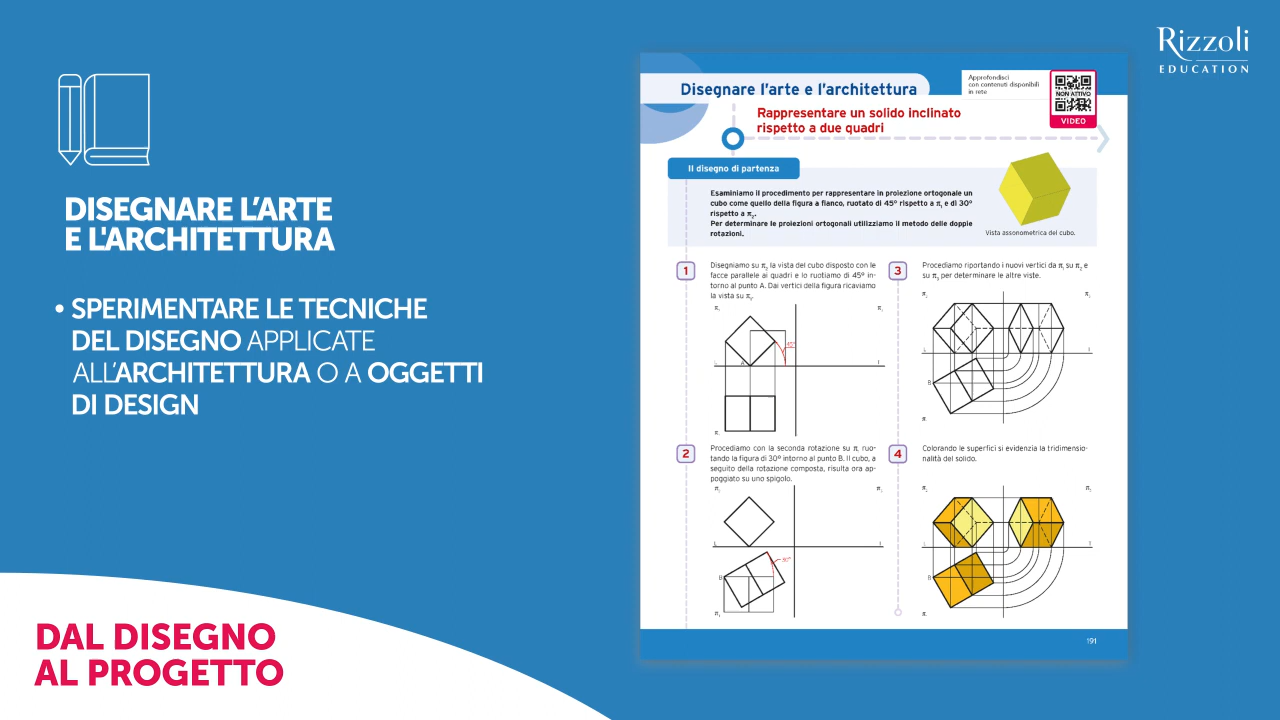 Rizzoli
EDUCATION
DISEGNARE L'ARTE
E L'ARCHITETTURA
• SPERIMENTARE LE TECNICHE
DEL DISEGNO APPLICATE
ALL'ARCHITETTURA O A OGGETTI
DI DESIGN
DAL DISEGNO
AL PROGETTO
Disegnare l'arte e l'architettura
Approfondisci
con contenuti disponibili
in rete
NON ATTIVO
VIDEO
Rappresentare un solido inclinato
rispetto a due quadri
Il disegno di partenza
Esaminiamo il procedimento per rappresentare in proiezione ortogonale un
cubo come quello della figura a fianco, ruotato di 45° rispetto a π₁ e di 30°
rispetto a π₂.
Per determinare le proiezioni ortogonali utilizziamo il metodo delle doppie
rotazioni.
Vista assonometrica del cubo.
1
Disegniamo su π₂ la vista del cubo disposto con le
facce parallele ai quadri e lo ruotiamo di 45° in-
torno al punto A. Dai vertici della figura ricaviamo
la vista su π₁.
45°
A
2
Procediamo con la seconda rotazione su π₁ ruo-
tando la figura di 30° intorno al punto B. Il cubo, a
seguito della rotazione composta, risulta ora ap-
poggiato su uno spigolo.
B
3
Procediamo riportando i nuovi vertici da π₁ su π₂ e
su π₃ per determinare le altre viste.
B
4
Colorando le superfici si evidenzia la tridimensio-
nalità del solido.
B
191